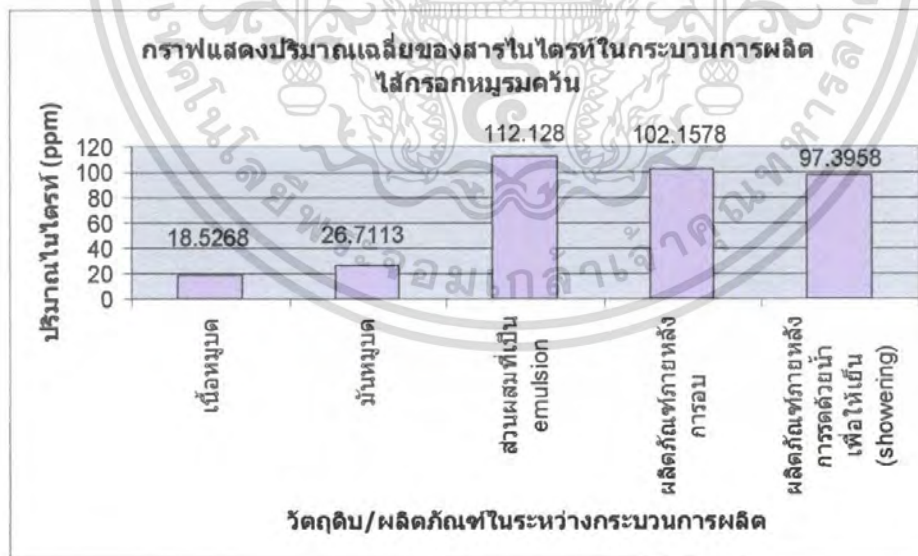 กราฟแสดงปริมาณเฉลี่ยของสารไนไตรท์ในกระบวนการผลิต
ไส้กรอกหมูรมควัน
ปริมาณไนไตรท์ (ppm)
120
100
80
60
40
20
0
18.5268
26.7113
112.128
102.1578
97.3958
เนื้อหมูบด
มันหมูบด
ส่วนผสมที่เป็น
emulsion
ผลิตภัณฑ์ภายหลัง
การอบ
ผลิตภัณฑ์ภายหลัง
การรดด้วยน้ำ
เพื่อให้เย็น
(showering)
วัตถุดิบ/ผลิตภัณฑ์ในระหว่างกระบวนการผลิต